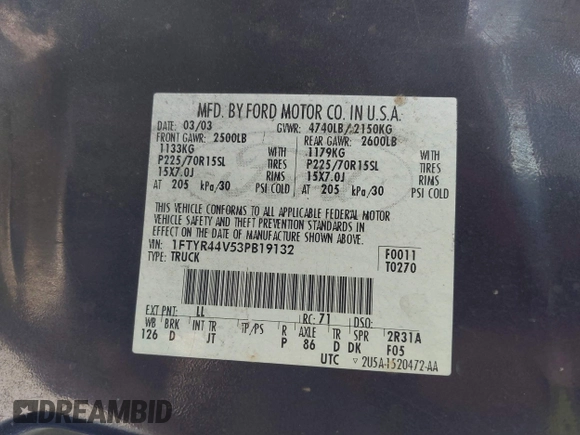 MFD. BY FORD MOTOR CO. IN U.S.A.
DATE: 03/03 GVWR: 4740LB/ 2150KG
FRONT GAWR: 2500LB REAR GAWR: 2600LB
1133KG WITH 1179KG WITH
P225/70R15SL TIRES P225/70R15SL TIRES
15X7.0J RIMS 15X7.0J RIMS
AT 205 kPa/30 PSI COLD AT 205 kPa/30 PSI COLD
THIS VEHICLE CONFORMS TO ALL APPLICABLE FEDERAL MOTOR
VEHICLE SAFETY AND THEFT PREVENTION STANDARDS IN
EFFECT ON THE DATE OF MANUFACTURE SHOWN ABOVE.
VIN: 1FTYR44V53PB19132 F0011
TYPE: TRUCK T0270
EXT PNT: LL RC: 71 DSO:
WB BRK INT TR TP/PS R AXLE TR SPR 2R31A
126 D JT P 86 D DK F05
UTC 2U5A-1520472-AA
DREAMBID